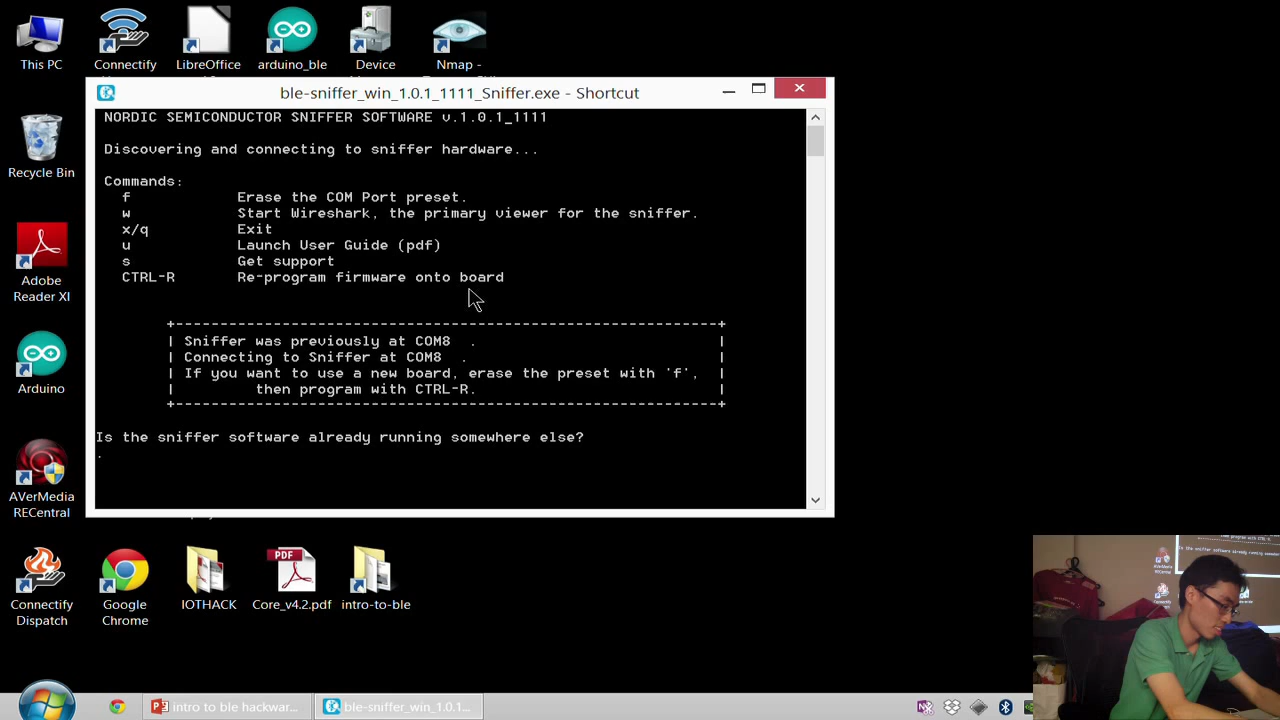 This PC
Connectify
LibreOffice
arduino_ble
Device
Nmap -
ble-sniffer_win_1.0.1_1111_Sniffer.exe - Shortcut
NORDIC SEMICONDUCTOR SNIFFER SOFTWARE v.1.0.1_1111
Discovering and connecting to sniffer hardware...
Commands:
f Erase the COM Port preset.
w Start Wireshark, the primary viewer for the sniffer.
x/q Exit
u Launch User Guide (pdf)
s Get support
CTRL-R Re-program firmware onto board
Sniffer was previously at COM8 .
Connecting to Sniffer at COM8 .
If you want to use a new board, erase the preset with 'f',
then program with CTRL-R.
Is the sniffer software already running somewhere else?
.
Recycle Bin
Adobe
Reader XI
Arduino
AVerMedia
RECentral
Connectify
Dispatch
Google
Chrome
IOTHACK
PDF
Core_v4.2.pdf
intro-to-ble
intro to ble hackwar...
ble-sniffer_win_1.0.1...